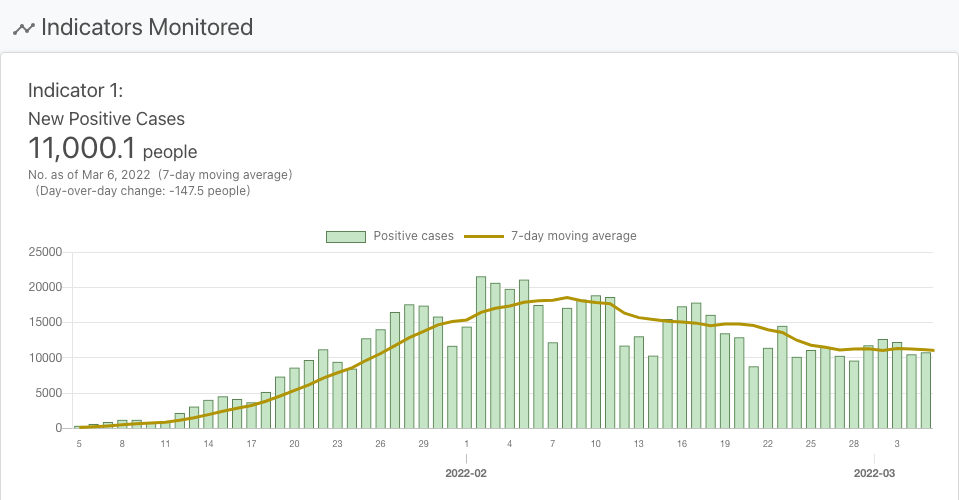 Indicators Monitored
Indicator 1:
New Positive Cases
11,000.1 people
No. as of Mar 6, 2022 (7-day moving average)
(Day-over-day change: -147.5 people)
Positive cases 7-day moving average
25000
20000
15000
10000
5000
0
5 8 11 14 17 20 23 26 29 1 4 7 10 13 16 19 22 25 28 3
2022-02 2022-03